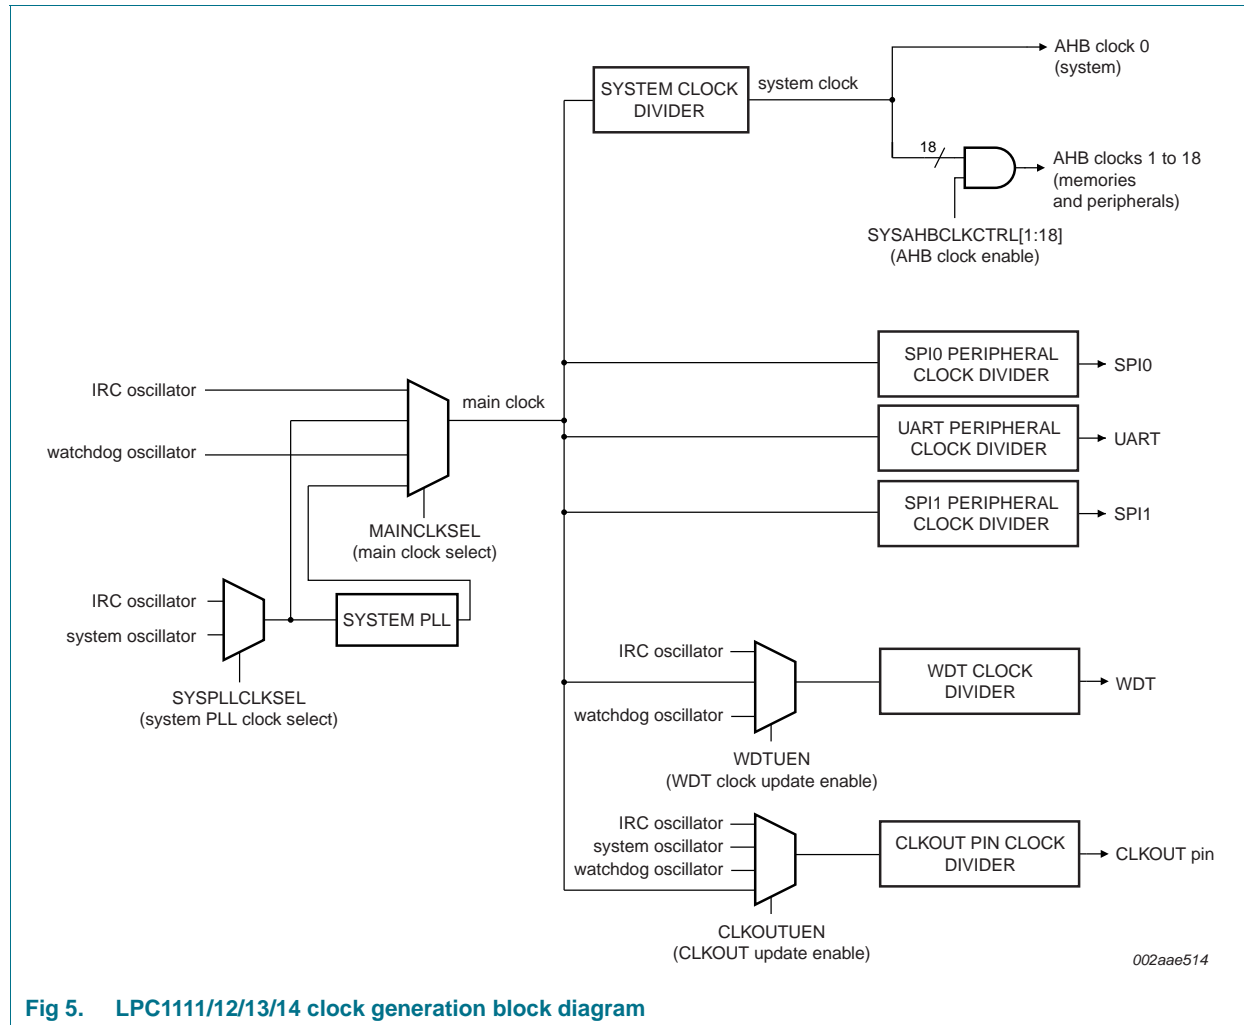 AHB clock 0
(system)
SYSTEM CLOCK
DIVIDER
system clock
18
AHB clocks 1 to 18
(memories
and peripherals)
SYSAHBCLKCTRL[1:18]
(AHB clock enable)
IRC oscillator
main clock
watchdog oscillator
MAINCLKSEL
(main clock select)
SPI0 PERIPHERAL
CLOCK DIVIDER
SPI0
UART PERIPHERAL
CLOCK DIVIDER
UART
SPI1 PERIPHERAL
CLOCK DIVIDER
SPI1
IRC oscillator
system oscillator
SYSTEM PLL
SYSPLLCLKSEL
(system PLL clock select)
IRC oscillator
watchdog oscillator
WDT CLOCK
DIVIDER
WDT
WDTUEN
(WDT clock update enable)
IRC oscillator
system oscillator
watchdog oscillator
CLKOUT PIN CLOCK
DIVIDER
CLKOUT pin
CLKOUTUEN
(CLKOUT update enable)
002aae514
Fig 5. LPC1111/12/13/14 clock generation block diagram